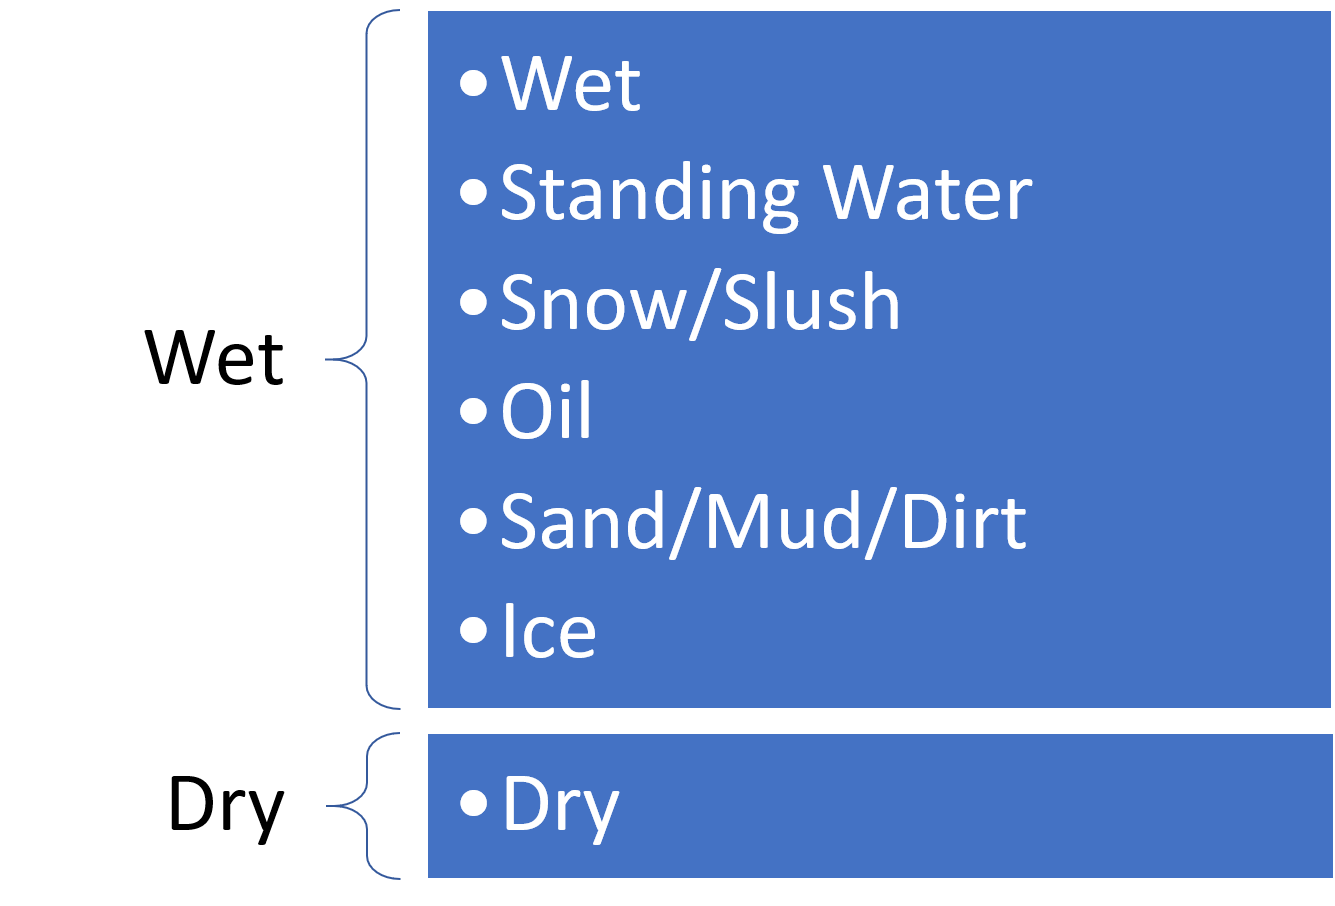 Wet
• Wet
• Standing Water
• Snow/Slush
• Oil
• Sand/Mud/Dirt
• Ice
Dry
• Dry